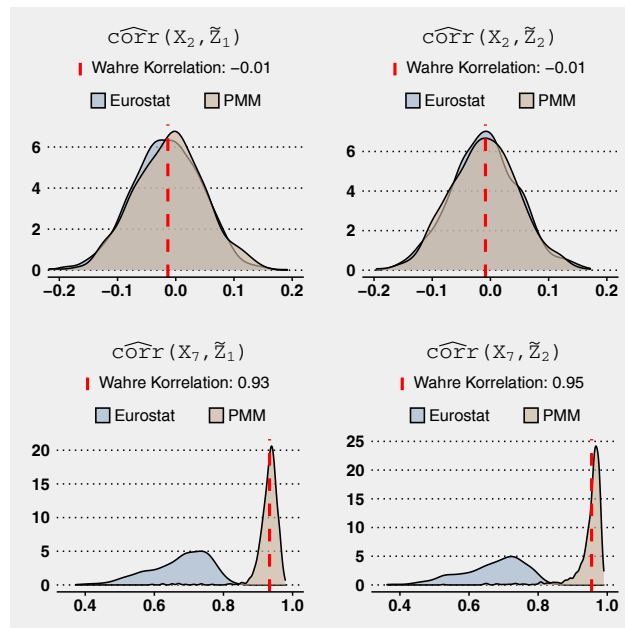 corr(X₂, Z̃₁)
Wahre Korrelation: −0.01
Eurostat PMM
6
4
2
0
−0.2 −0.1 0.0 0.1 0.2
corr(X₂, Z̃₂)
Wahre Korrelation: −0.01
Eurostat PMM
6
4
2
0
−0.2 −0.1 0.0 0.1 0.2
corr(X₇, Z̃₁)
Wahre Korrelation: 0.93
Eurostat PMM
20
15
10
5
0
0.4 0.6 0.8 1.0
corr(X₇, Z̃₂)
Wahre Korrelation: 0.95
Eurostat PMM
25
20
15
10
5
0
0.4 0.6 0.8 1.0